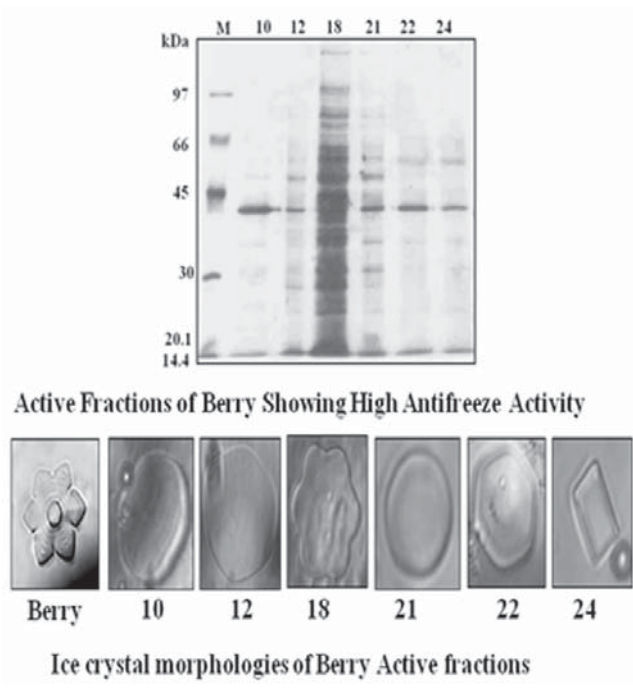 M 10 12 18 21 22 24
kDa
97
66
45
30
20.1
14.4
Active Fractions of Berry Showing High Antifreeze Activity
Berry 10 12 18 21 22 24
Ice crystal morphologies of Berry Active fractions